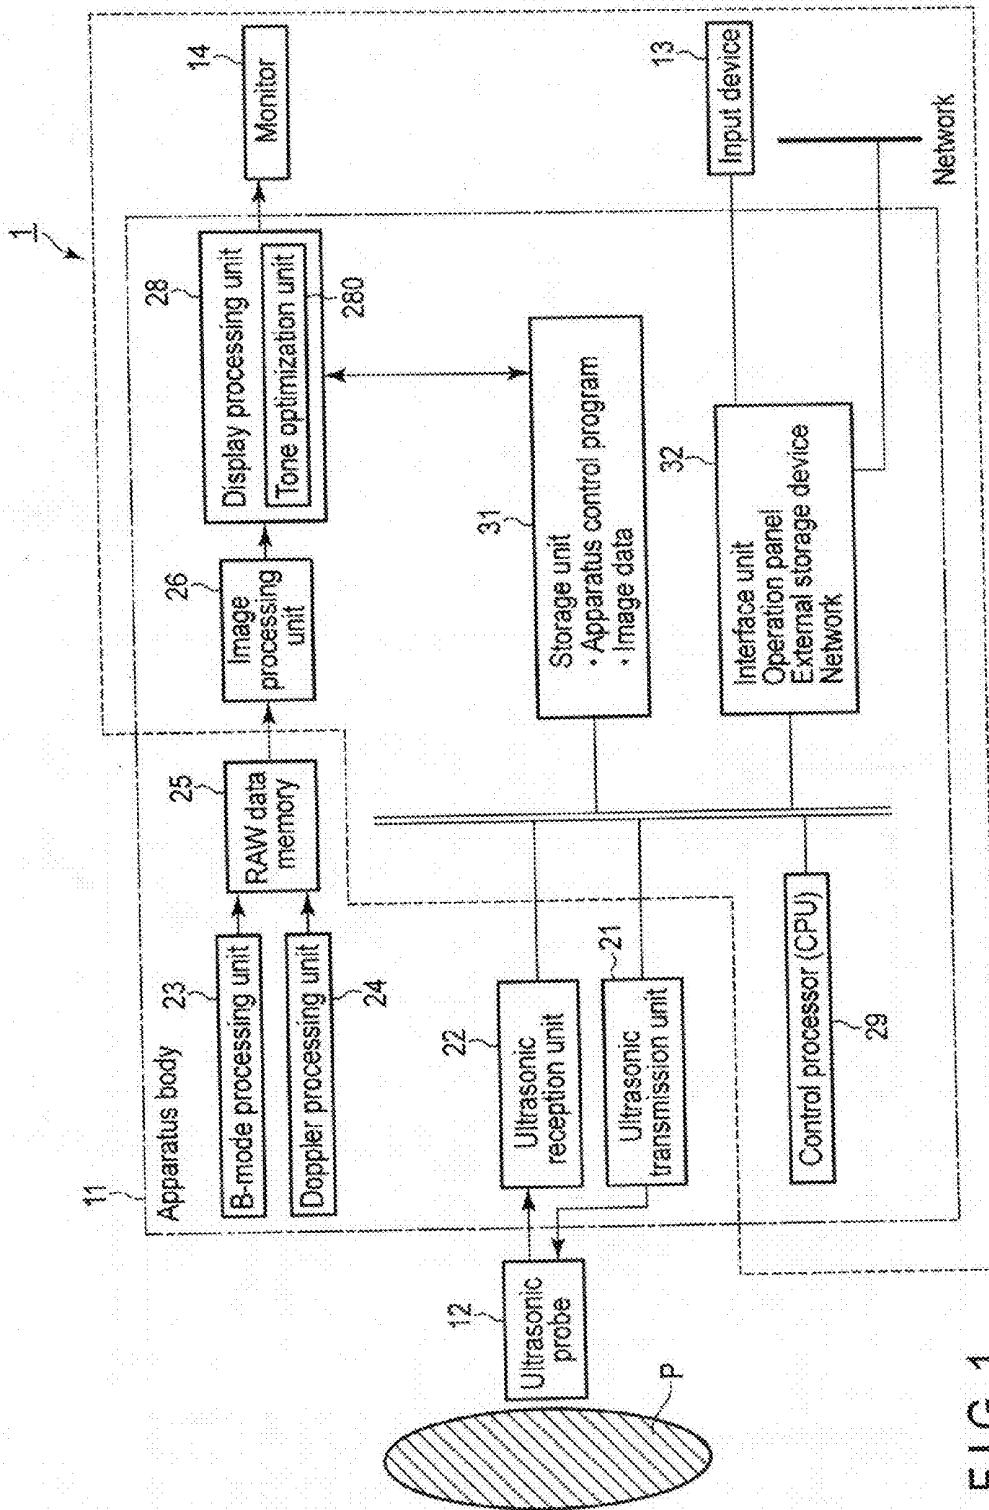 1
11
Apparatus body
23
B-mode processing unit
Doppler processing unit
24
25
RAW data
memory
26
Image
processing
unit
28
Display processing unit
Tone optimization unit
280
14
Monitor
12
Ultrasonic
probe
P
22
Ultrasonic
reception unit
21
Ultrasonic
transmission unit
31
Storage unit
· Apparatus control program
· Image data
32
Interface unit
Operation panel
External storage device
Network
13
Input device
Network
Control processor (CPU)
29
FIG. 1